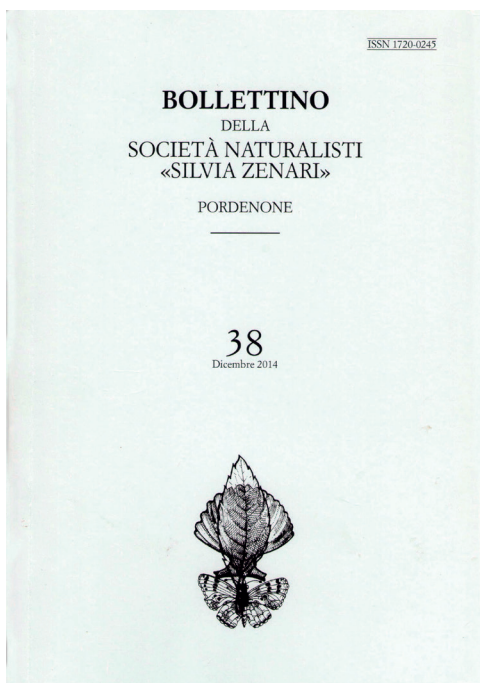 ISSN 1720-0245
BOLLETTINO
DELLA
SOCIETÀ NATURALISTI
«SILVIA ZENARI»
PORDENONE
38
Dicembre 2014